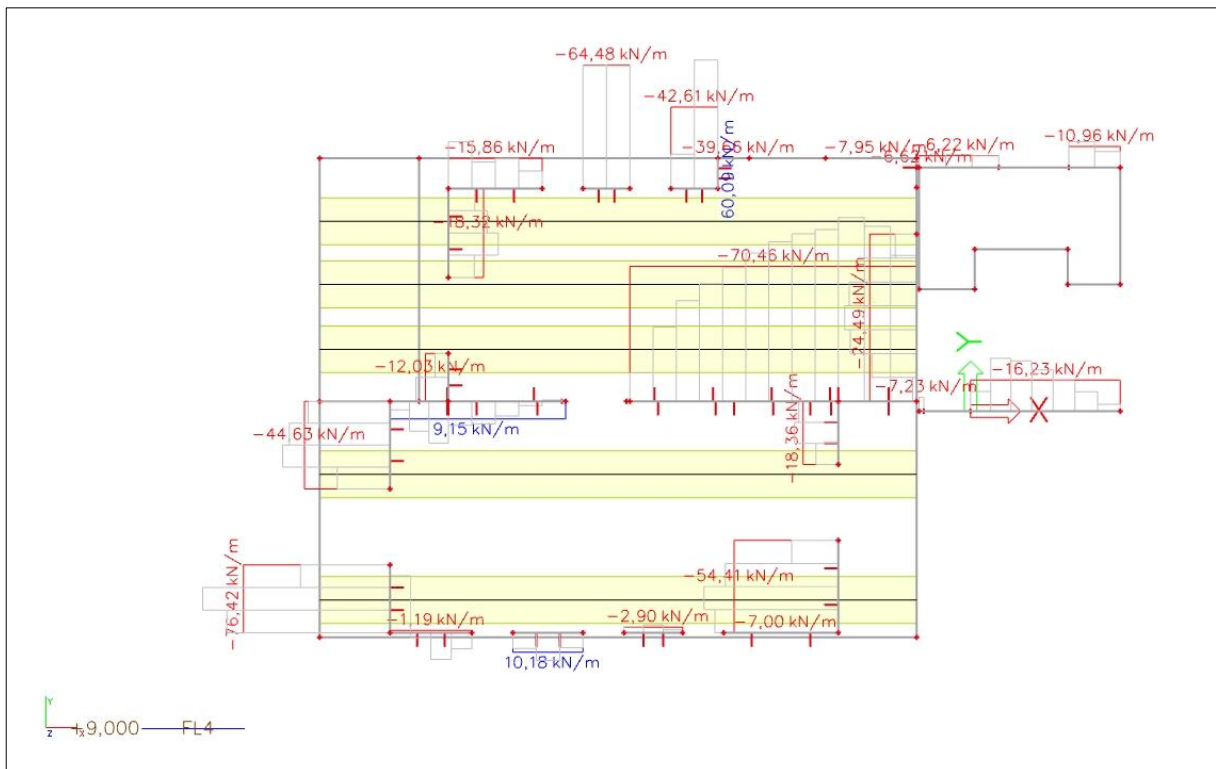 −64,48 kN/m
−42,61 kN/m
−15,86 kN/m
−39,66 kN/m
−7,95 kN/m
6,22 kN/m
−10,96 kN/m
60,09 kN/m
−18,32 kN/m
−70,46 kN/m
−24,49 kN/m
Y
−12,03 kN/m
−7,23 kN/m
−16,23 kN/m
X
−44,63 kN/m
9,15 kN/m
−18,36 kN/m
−76,42 kN/m
−54,41 kN/m
−1,19 kN/m
−2,90 kN/m
−7,00 kN/m
10,18 kN/m
Y
Z
X
+9,000 FL4